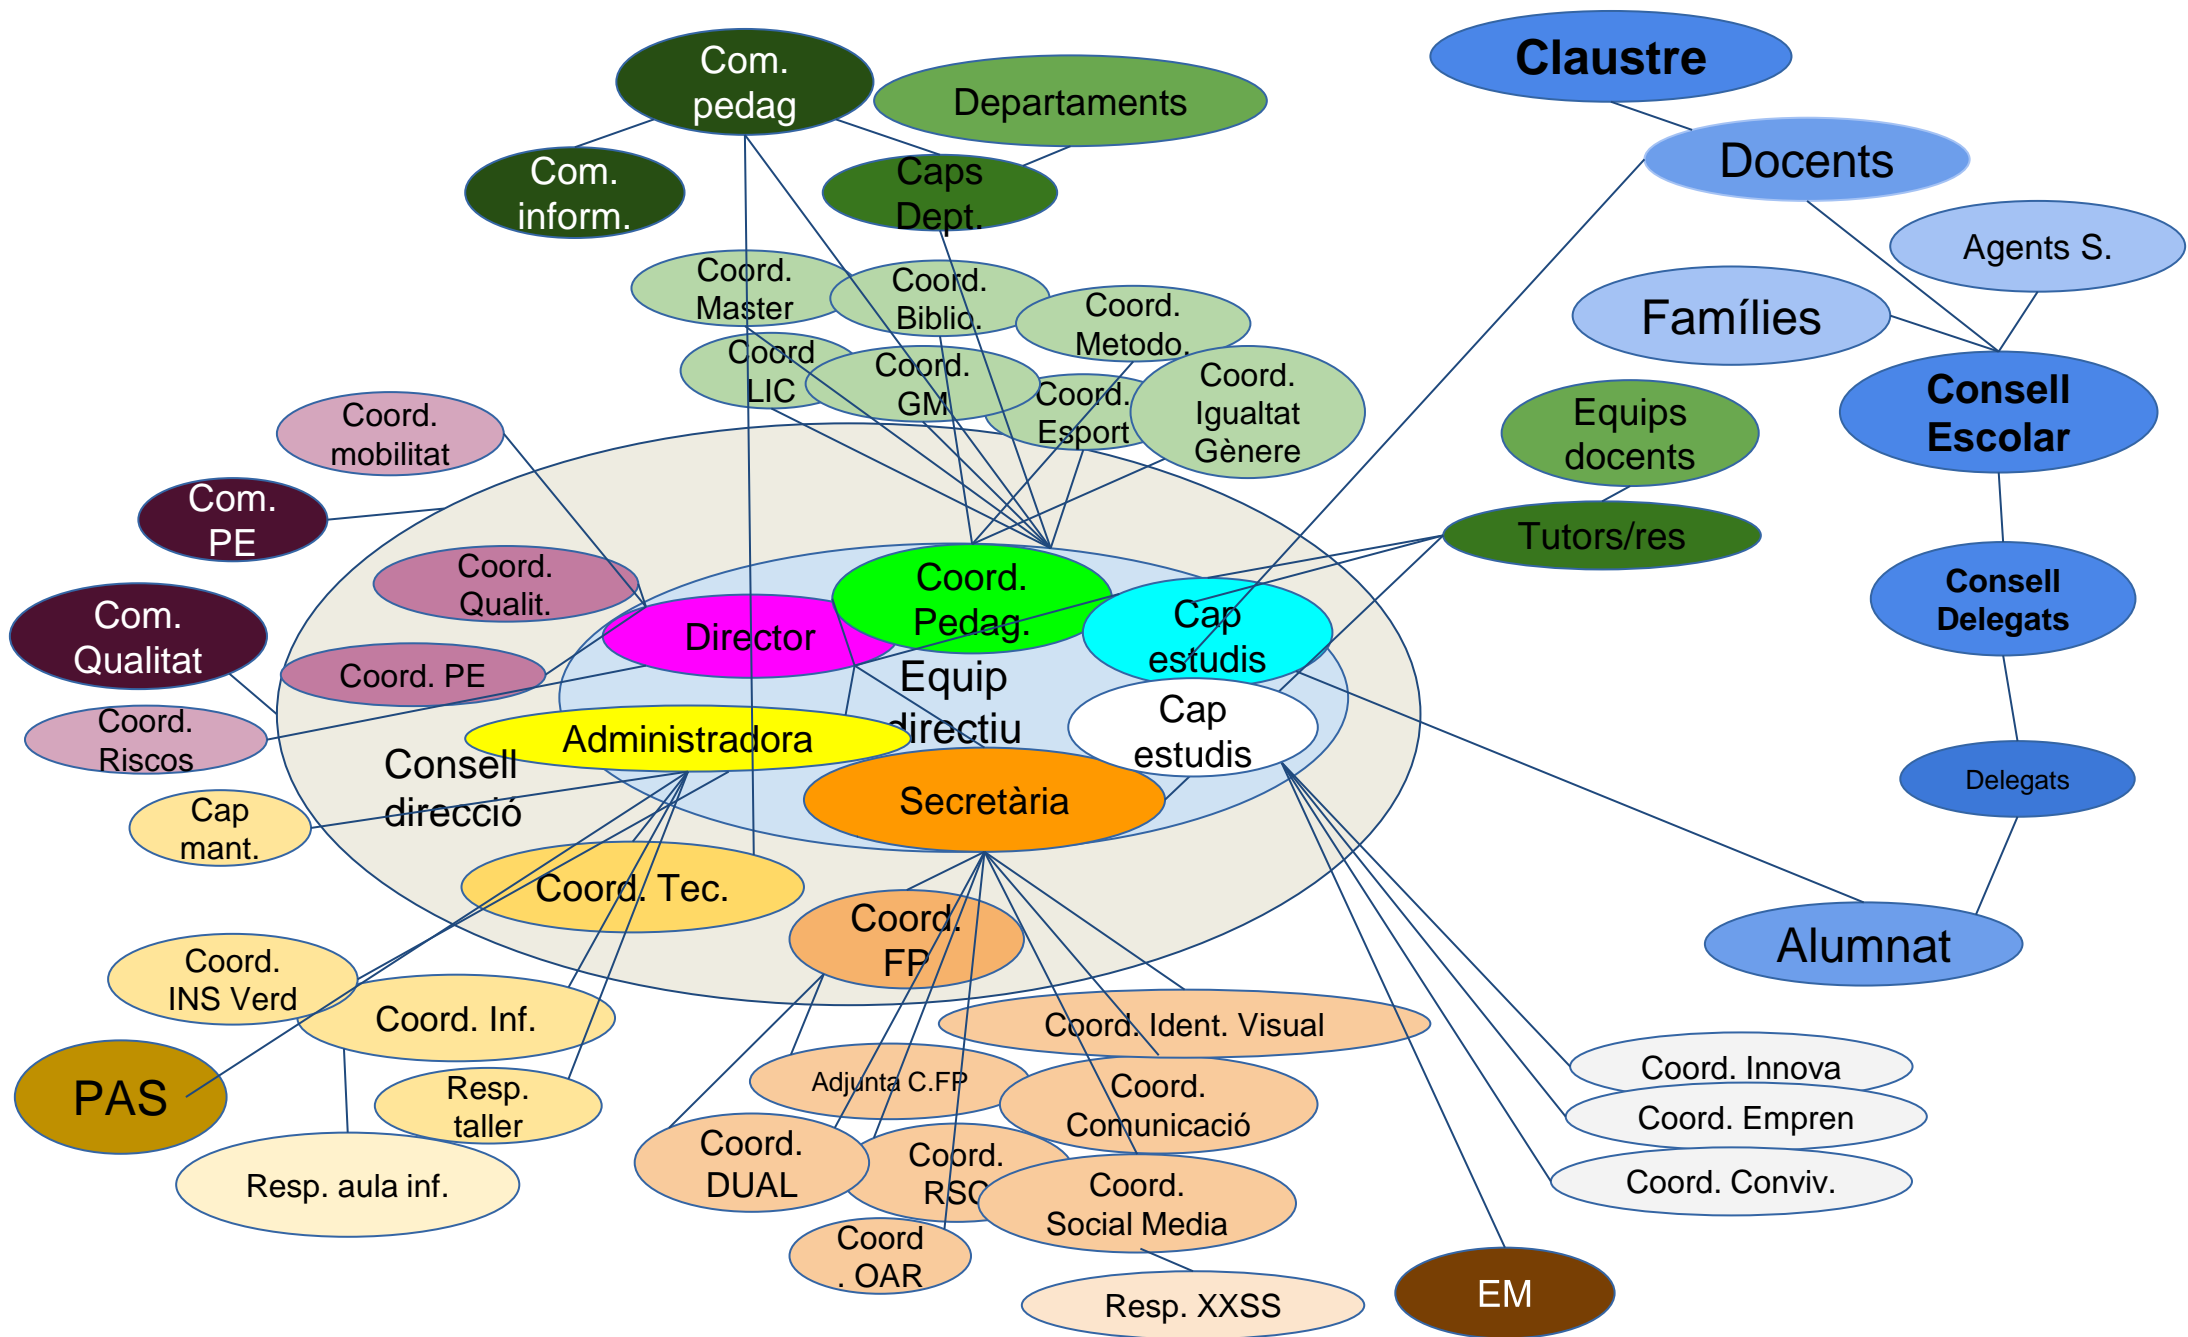 Com.
pedag
Departaments
Claustre
Docents
Com.
inform.
Caps
Dept.
Agents S.
Famílies
Coord.
Master
Coord.
Biblio.
Coord.
Metodo.
Coord
LIC
Coord.
GM
Coord.
Esport
Coord.
Igualtat
Gènere
Consell
Escolar
Equips
docents
Tutors/res
Coord.
mobilitat
Com.
PE
Coord.
Qualit.
Coord.
Pedag.
Cap
estudis
Consell
Delegats
Com.
Qualitat
Director
Coord. PE
Equip
directiu
Cap
estudis
Coord.
Riscos
Administradora
Consell
direcció
Secretària
Delegats
Cap
mant.
Coord. Tec.
Coord.
FP
Alumnat
Coord.
INS Verd
Coord. Inf.
Coord. Ident. Visual
PAS
Resp.
taller
Adjunta C.FP
Coord.
Comunicació
Coord. Innova
Coord. Empren
Coord. Conviv.
Resp. aula inf.
Coord.
DUAL
Coord.
RSC
Coord.
Social Media
Coord
. OAR
Resp. XXSS
EM